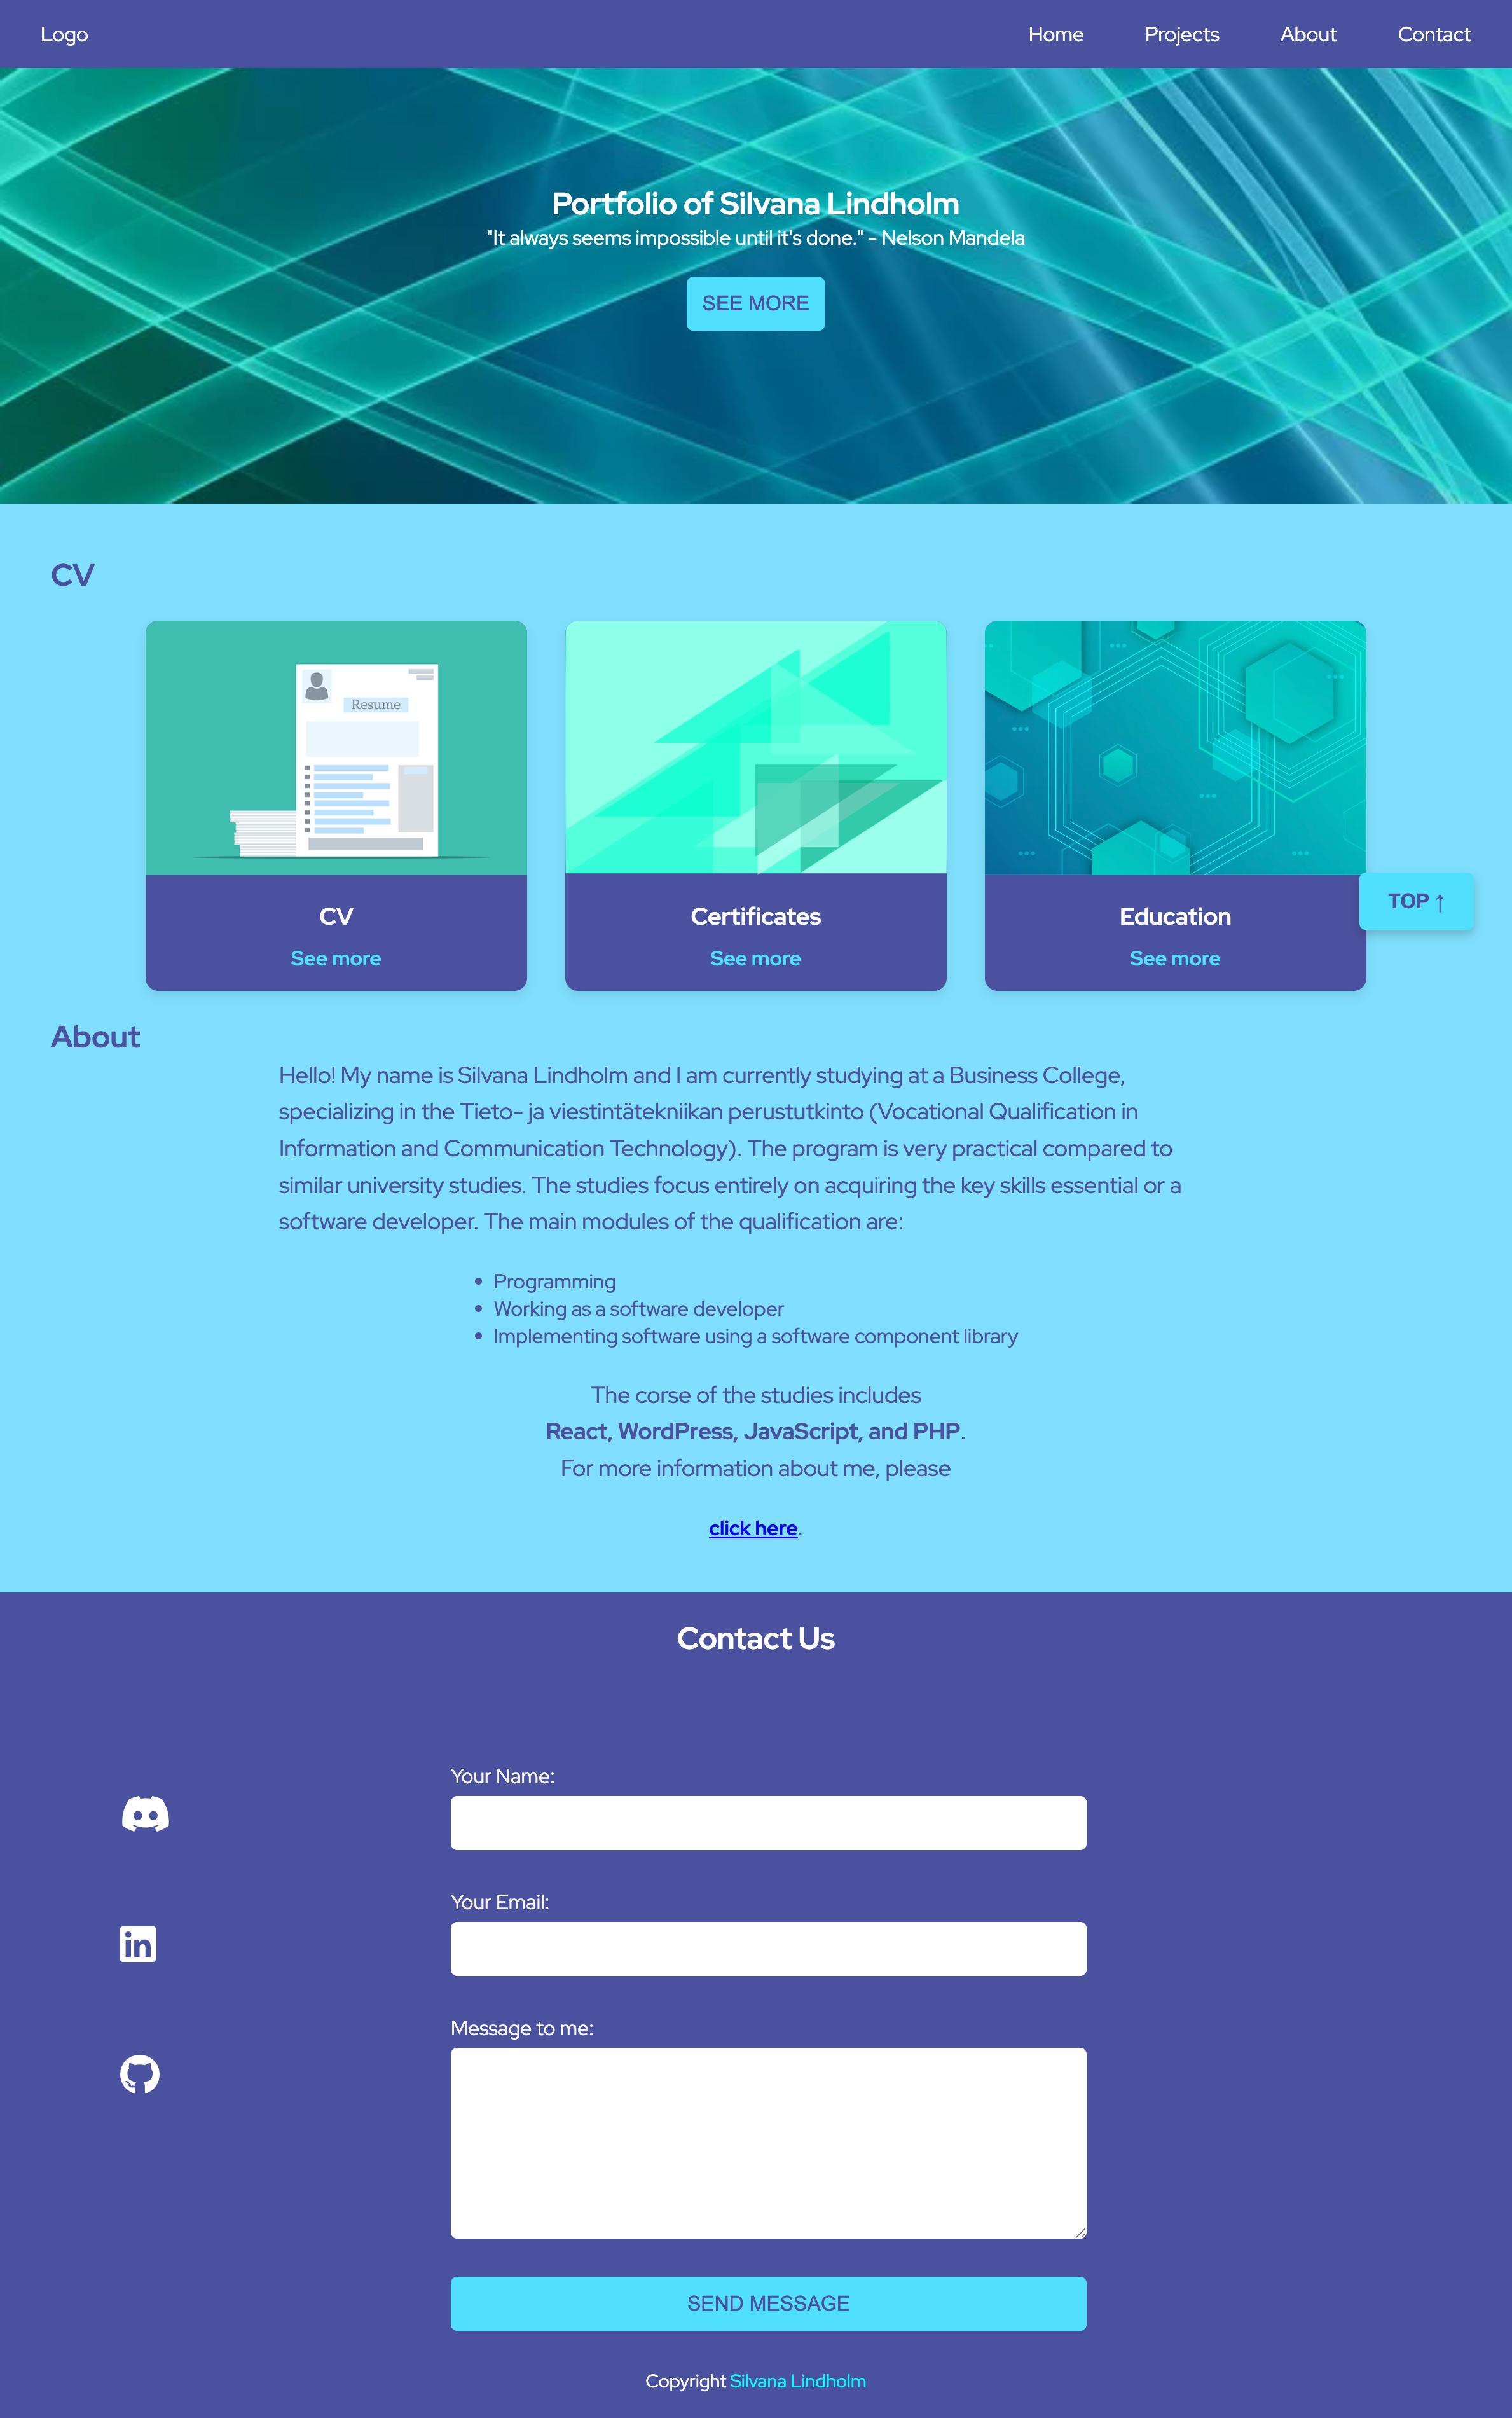 Logo
Home Projects About Contact
Portfolio of Silvana Lindholm
"It always seems impossible until it's done." - Nelson Mandela
SEE MORE
CV
Resume
CV
See more
Certificates
See more
Education
See more
TOP ↑
About
Hello! My name is Silvana Lindholm and I am currently studying at a Business College,
specializing in the Tieto- ja viestintätekniikan perustutkinto (Vocational Qualification in
Information and Communication Technology). The program is very practical compared to
similar university studies. The studies focus entirely on acquiring the key skills essential or a
software developer. The main modules of the qualification are:
• Programming
• Working as a software developer
• Implementing software using a software component library
The corse of the studies includes
React, WordPress, JavaScript, and PHP.
For more information about me, please
click here.
Contact Us
Your Name:
in
Your Email:
Message to me:
SEND MESSAGE
Copyright Silvana Lindholm